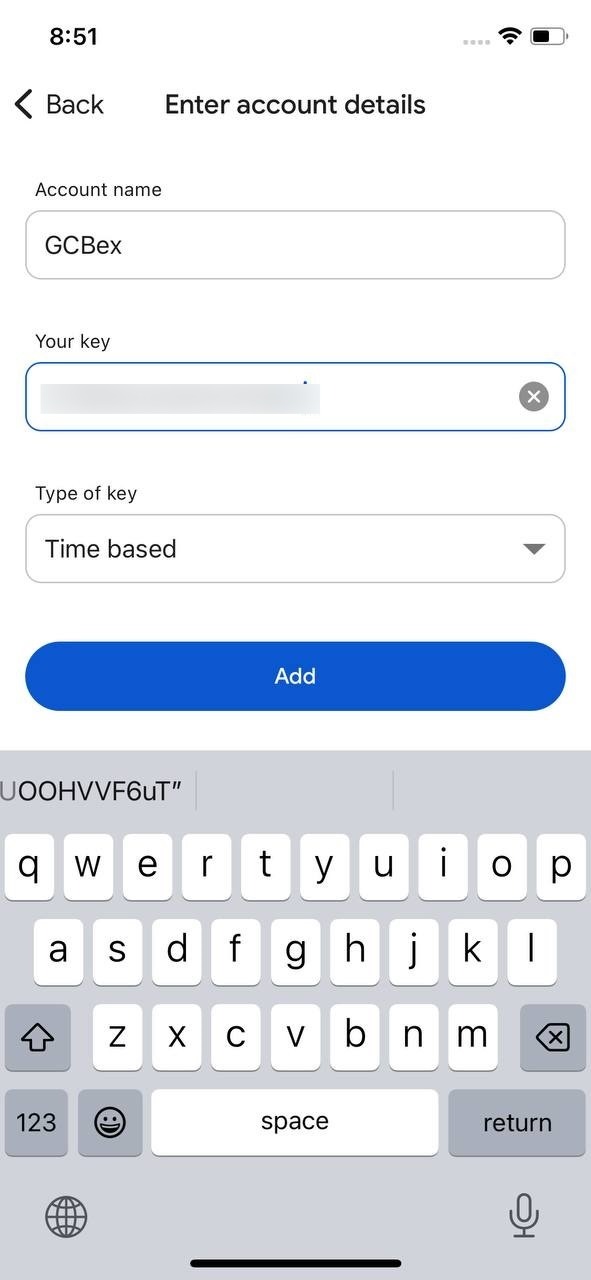 8:51
Back Enter account details
Account name
GCBex
Your key
Type of key
Time based
Add
UOOHVVF6uT”
q w e r t y u i o p
a s d f g h j k l
z x c v b n m
123 space return